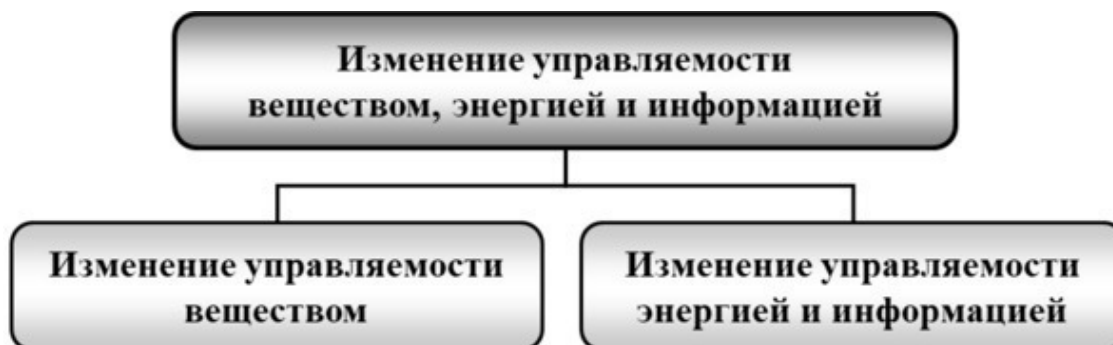 Изменение управляемости
веществом, энергией и информацией
Изменение управляемости
веществом
Изменение управляемости
энергией и информацией